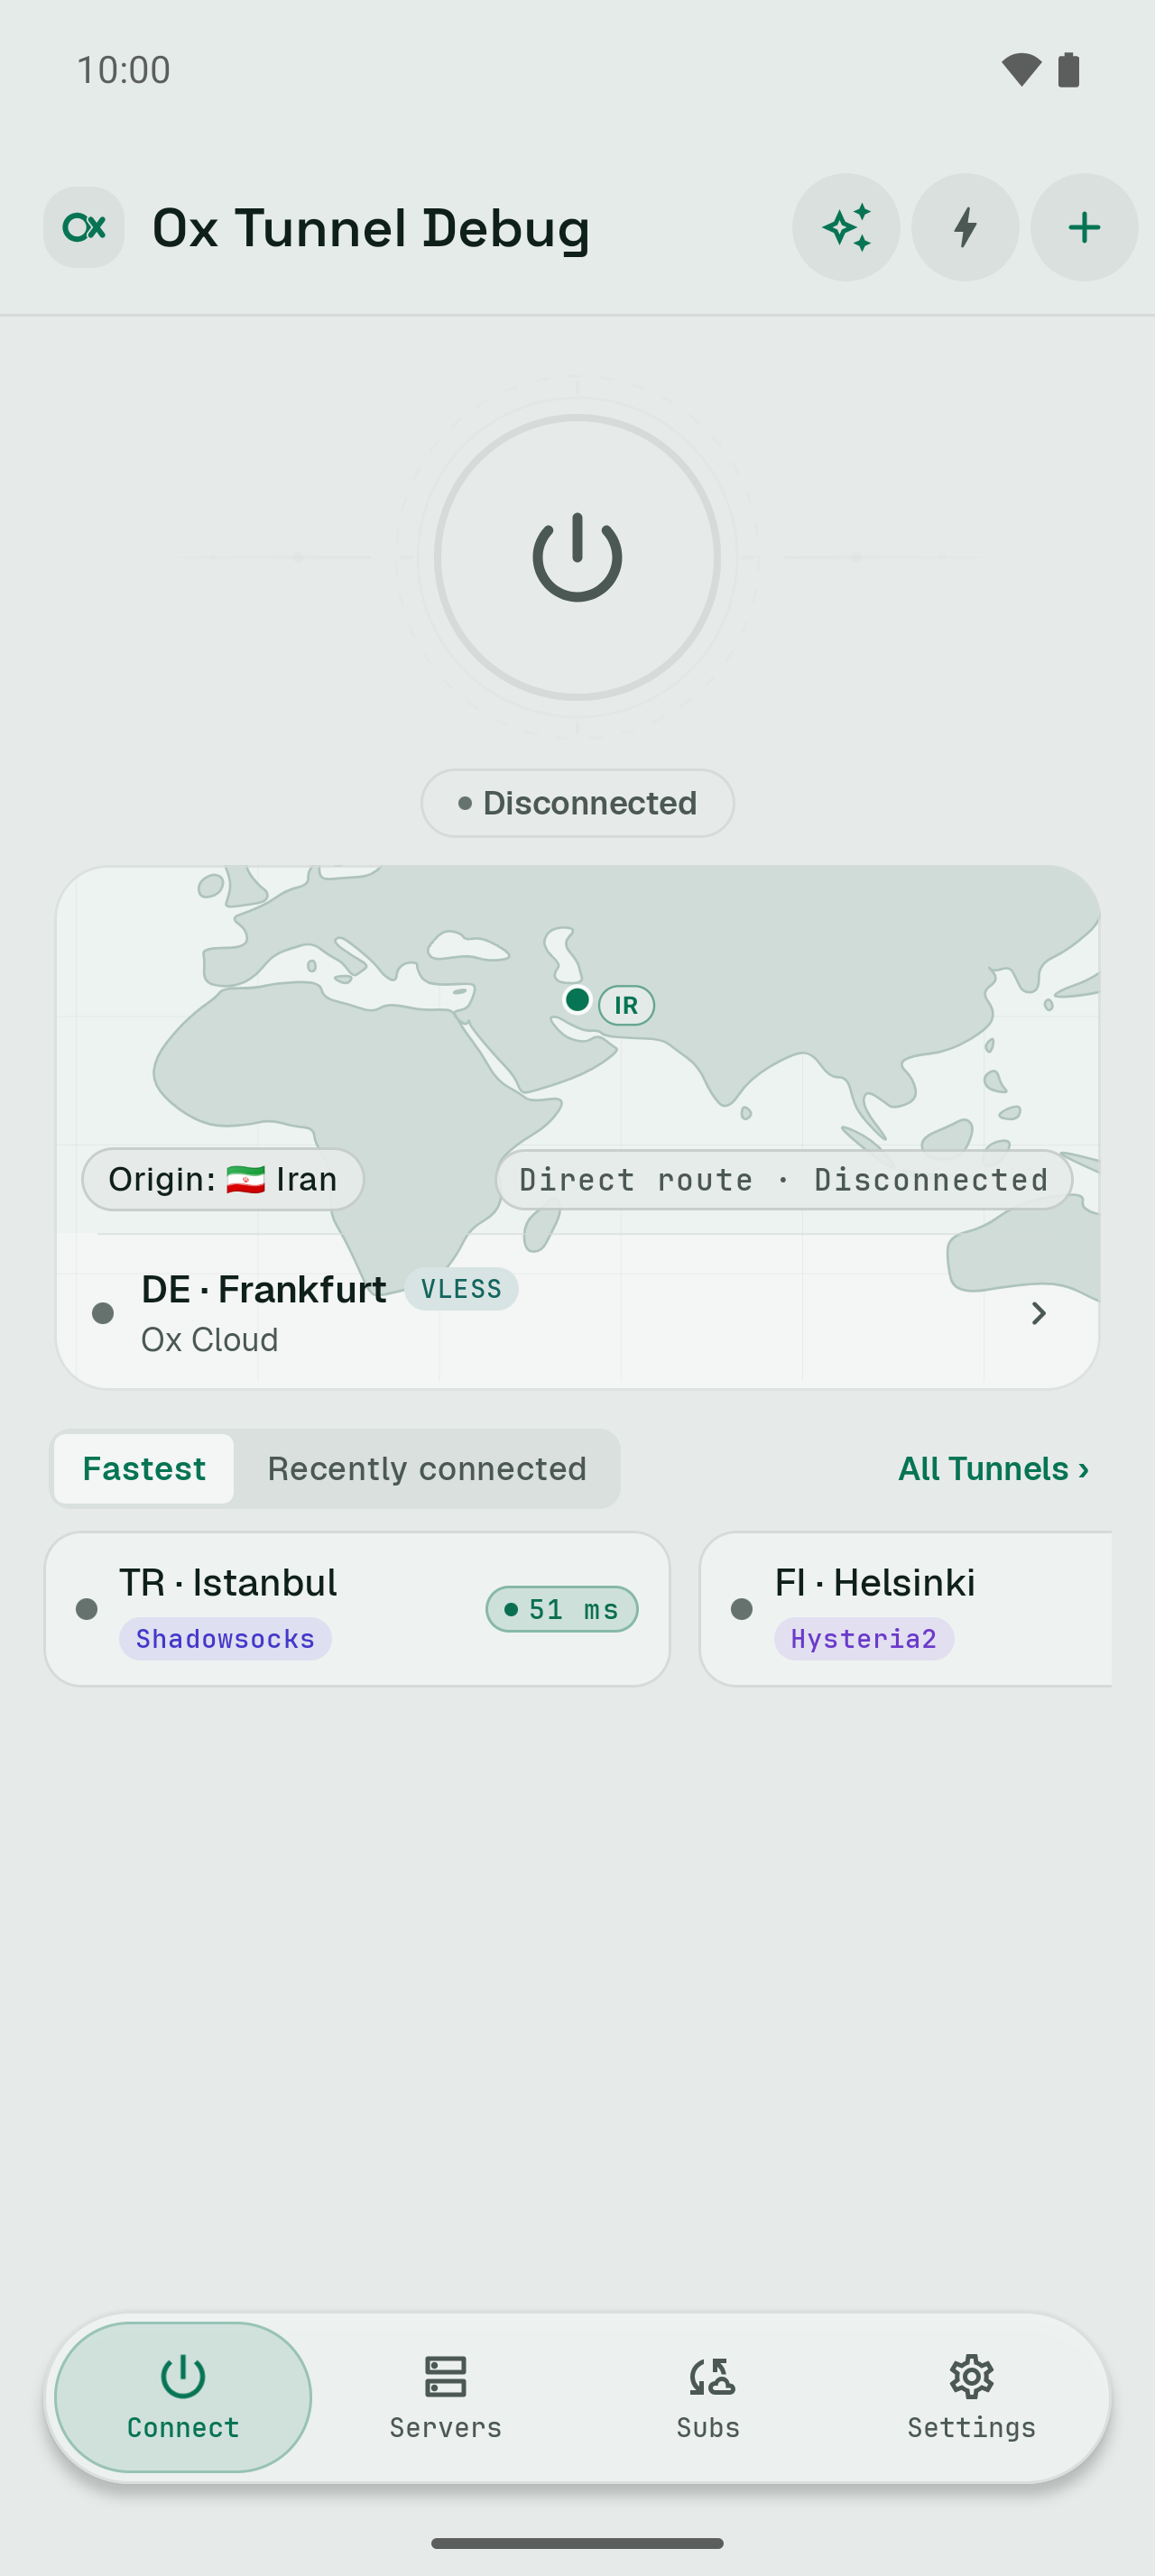 10:00
Ox
Ox Tunnel Debug
Disconnected
IR
Origin: 🇮🇷 Iran
Direct route · Disconnected
DE · Frankfurt
VLESS
Ox Cloud
Fastest
Recently connected
All Tunnels ›
TR · Istanbul
51 ms
Shadowsocks
FI · Helsinki
Hysteria2
Connect
Servers
Subs
Settings